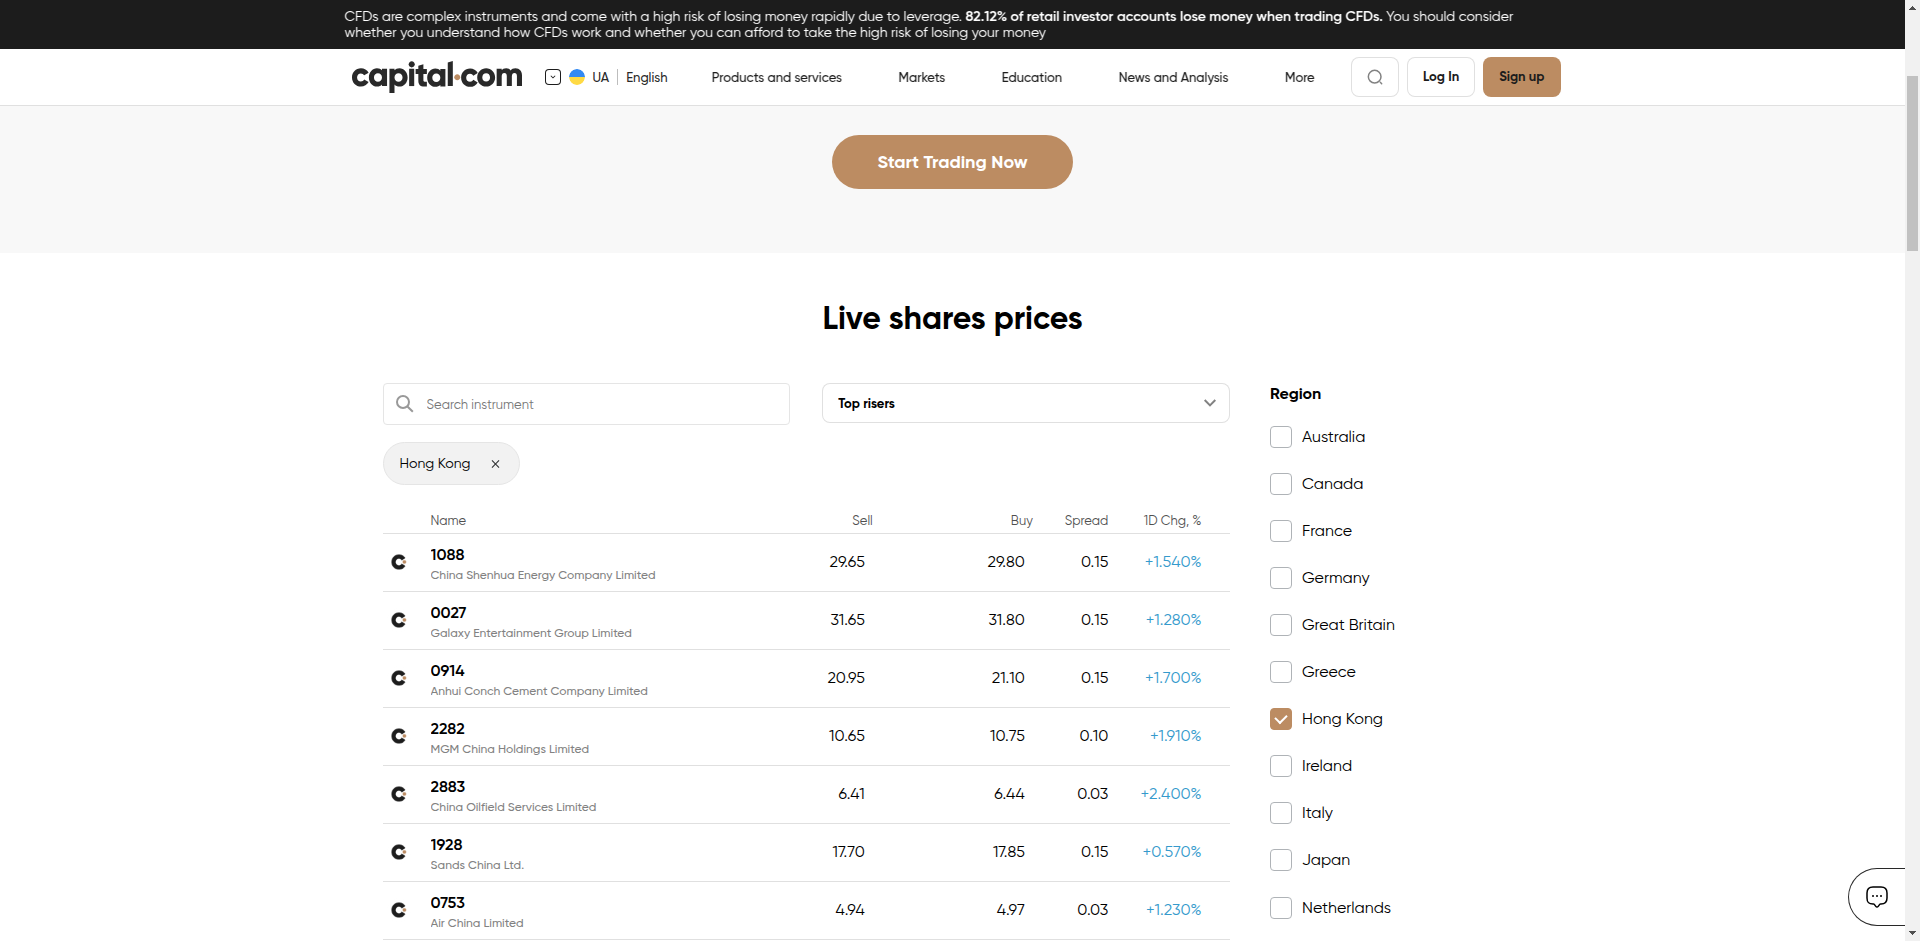 CFDs are complex instruments and come with a high risk of losing money rapidly due to leverage. 82.12% of retail investor accounts lose money when trading CFDs. You should consider
whether you understand how CFDs work and whether you can afford to take the high risk of losing your money
capital.com UA English Products and services Markets Education News and Analysis More Log In Sign up
Start Trading Now
Live shares prices
Search instrument
Top risers
Hong Kong
Name Sell Buy Spread 1D Chg, %
1088 29.65 29.80 0.15 +1.540%
China Shenhua Energy Company Limited
0027 31.65 31.80 0.15 +1.280%
Galaxy Entertainment Group Limited
0914 20.95 21.10 0.15 +1.700%
Anhui Conch Cement Company Limited
2282 10.65 10.75 0.10 +1.910%
MGM China Holdings Limited
2883 6.41 6.44 0.03 +2.400%
China Oilfield Services Limited
1928 17.70 17.85 0.15 +0.570%
Sands China Ltd.
0753 4.94 4.97 0.03 +1.230%
Air China Limited
Region
Australia
Canada
France
Germany
Great Britain
Greece
Hong Kong
Ireland
Italy
Japan
Netherlands